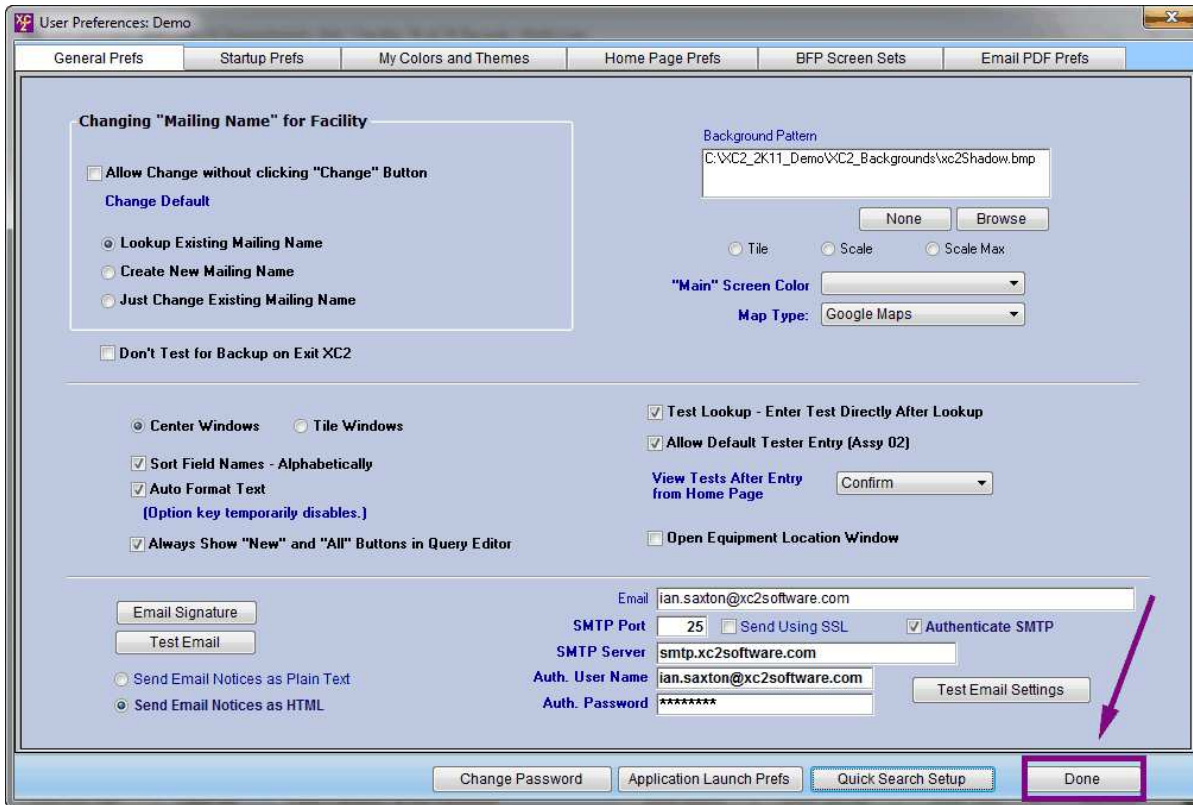 XC2 User Preferences: Demo
General Prefs
Startup Prefs
My Colors and Themes
Home Page Prefs
BFP Screen Sets
Email PDF Prefs
Changing "Mailing Name" for Facility
Allow Change without clicking "Change" Button
Change Default
Lookup Existing Mailing Name
Create New Mailing Name
Just Change Existing Mailing Name
Don't Test for Backup on Exit XC2
Background Pattern
C:\XC2_2K11_Demo\XC2_Backgrounds\xc2Shadow.bmp
None
Browse
Tile
Scale
Scale Max
"Main" Screen Color
Map Type:
Google Maps
Center Windows
Tile Windows
Sort Field Names - Alphabetically
Auto Format Text
(Option key temporarily disables.)
Always Show "New" and "All" Buttons in Query Editor
Test Lookup - Enter Test Directly After Lookup
Allow Default Tester Entry (Assy 02)
View Tests After Entry
from Home Page
Confirm
Open Equipment Location Window
Email Signature
Test Email
Send Email Notices as Plain Text
Send Email Notices as HTML
Email
ian.saxton@xc2software.com
SMTP Port
25
Send Using SSL
Authenticate SMTP
SMTP Server
smtp.xc2software.com
Auth. User Name
ian.saxton@xc2software.com
Auth. Password
********
Test Email Settings
Change Password
Application Launch Prefs
Quick Search Setup
Done